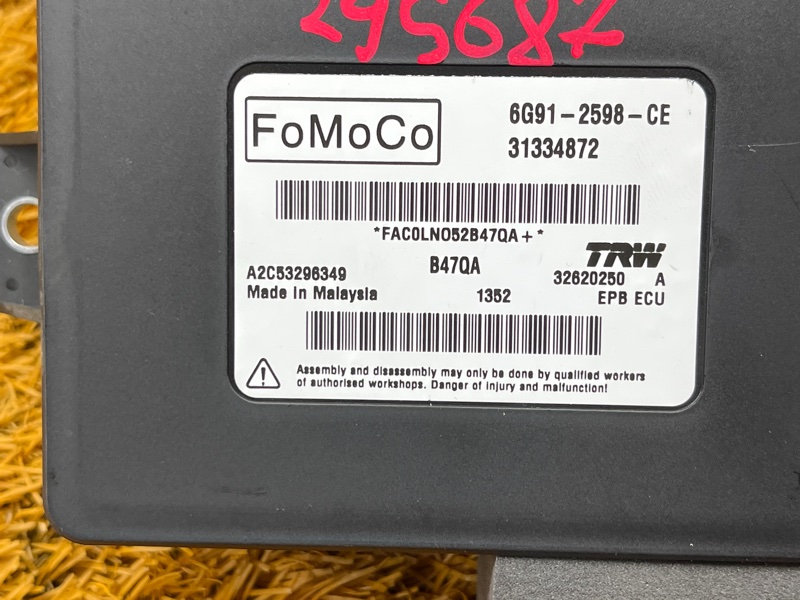 295687
FoMoCo
6G91-2598-CE
31334872
*FAC0LN052B47QA+*
TRW
A2C53296349
B47QA
32620250 A
Made in Malaysia
1352
EPB ECU
Assembly and disassembly may only be done by qualified workers
of authorised workshops. Danger of injury and malfunction!